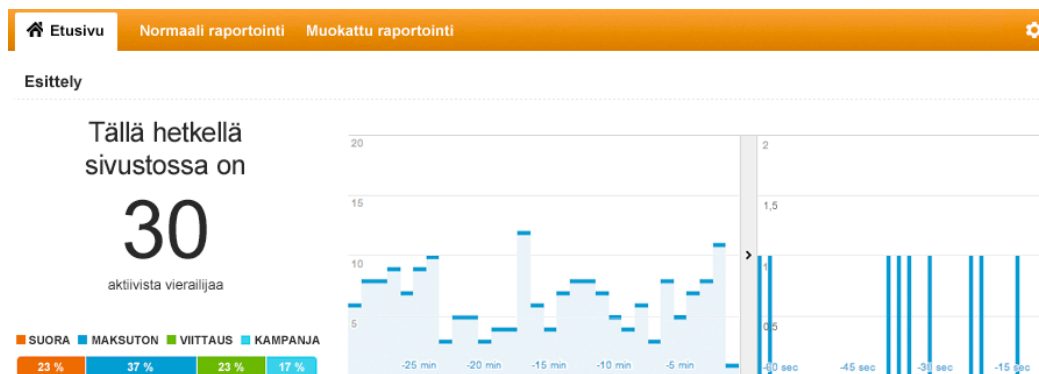 Etusivu Normaali raportointi Muokattu raportointi
Esittely
Tällä hetkellä
sivustossa on
30
aktiivista vierailijaa
SUORA MAKSUTON VIITTAUS KAMPANJA
23 % 37 % 23 % 17 %
20
15
10
5
-25 min -20 min -15 min -10 min -5 min
2
1,5
1
0,5
-60 sec -45 sec -30 sec -15 sec